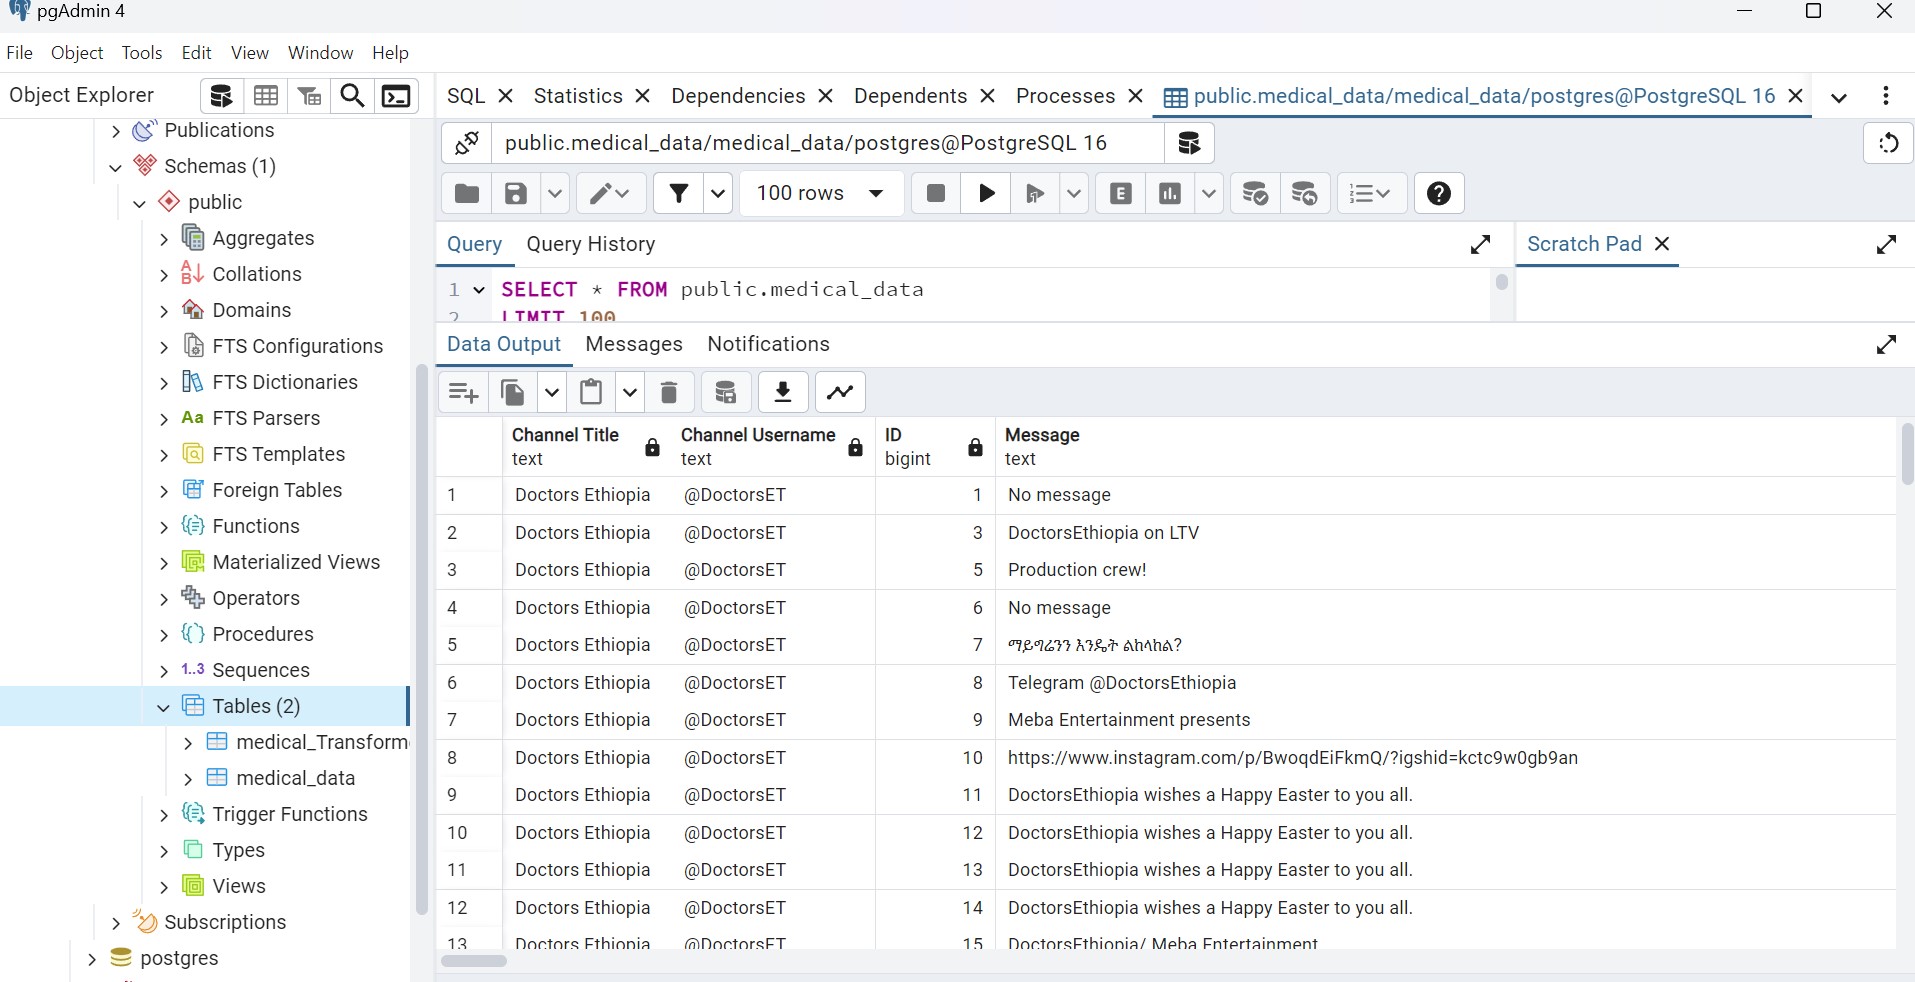 pgAdmin 4
File Object Tools Edit View Window Help
Object Explorer
Publications
Schemas (1)
public
Aggregates
Collations
Domains
FTS Configurations
FTS Dictionaries
Aa FTS Parsers
FTS Templates
Foreign Tables
Functions
Materialized Views
Operators
Procedures
1..3 Sequences
Tables (2)
medical_Transform
medical_data
Trigger Functions
Types
Views
Subscriptions
postgres
SQL Statistics Dependencies Dependents Processes public.medical_data/medical_data/postgres@PostgreSQL 16
public.medical_data/medical_data/postgres@PostgreSQL 16
100 rows
Query Query History
Scratch Pad
1 SELECT * FROM public.medical_data
2 LIMIT 100
Data Output Messages Notifications
Channel Title Channel Username ID Message
text text bigint text
1 Doctors Ethiopia @DoctorsET 1 No message
2 Doctors Ethiopia @DoctorsET 3 DoctorsEthiopia on LTV
3 Doctors Ethiopia @DoctorsET 5 Production crew!
4 Doctors Ethiopia @DoctorsET 6 No message
5 Doctors Ethiopia @DoctorsET 7 ማይግሬንን እንዴት ልከላከል?
6 Doctors Ethiopia @DoctorsET 8 Telegram @DoctorsEthiopia
7 Doctors Ethiopia @DoctorsET 9 Meba Entertainment presents
8 Doctors Ethiopia @DoctorsET 10 https://www.instagram.com/p/BwoqdEiFkmQ/?igshid=kctc9w0gb9an
9 Doctors Ethiopia @DoctorsET 11 DoctorsEthiopia wishes a Happy Easter to you all.
10 Doctors Ethiopia @DoctorsET 12 DoctorsEthiopia wishes a Happy Easter to you all.
11 Doctors Ethiopia @DoctorsET 13 DoctorsEthiopia wishes a Happy Easter to you all.
12 Doctors Ethiopia @DoctorsET 14 DoctorsEthiopia wishes a Happy Easter to you all.
13 Doctors Ethiopia @DoctorsET 15 DoctorsEthiopia/ Meba Entertainment